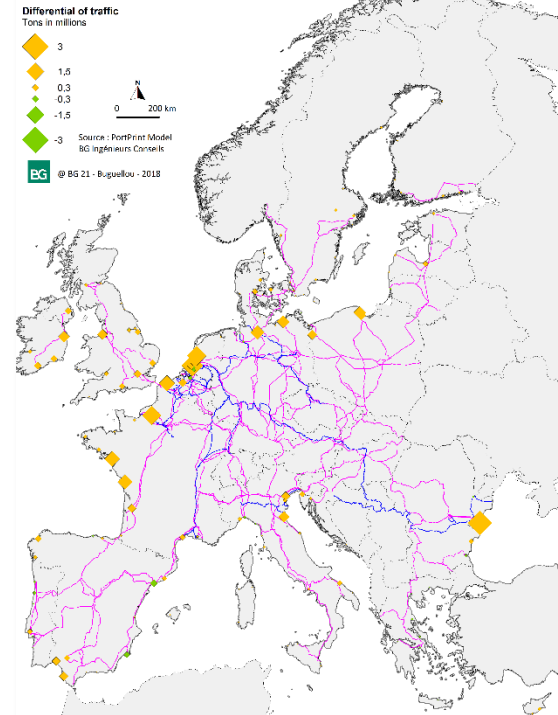 Differential of traffic
Tons in millions
3
1,5
0,3
-0,3
-1,5
-3
N
0 200 km
Source : PortPrint Model
BG Ingénieurs Conseils
BG @ BG 21 - Buguellou - 2018